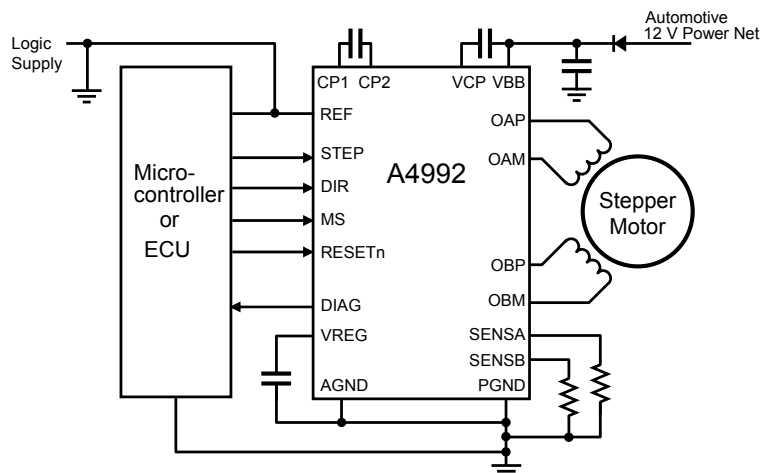 Automotive
12 V Power Net
Logic
Supply
CP1 CP2 VCP VBB
REF
STEP
DIR
MS
RESETn
DIAG
VREG
AGND
A4992
OAP
OAM
OBP
OBM
SENSA
SENSB
PGND
Micro-
controller
or
ECU
Stepper
Motor